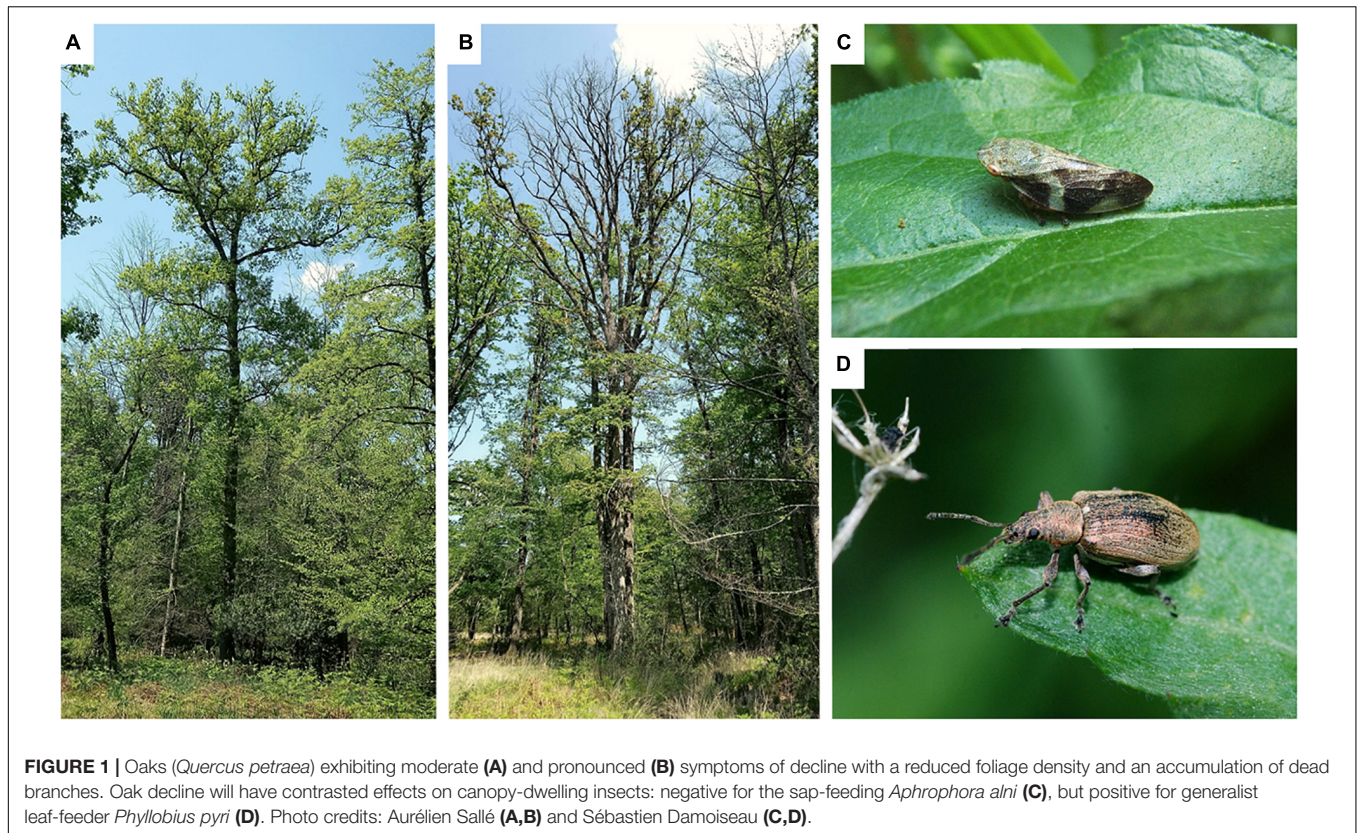 A
B
C
D
FIGURE 1 | Oaks (Quercus petraea) exhibiting moderate (A) and pronounced (B) symptoms of decline with a reduced foliage density and an accumulation of dead
branches. Oak decline will have contrasted effects on canopy-dwelling insects: negative for the sap-feeding Aphrophora alni (C), but positive for generalist
leaf-feeder Phyllobius pyri (D). Photo credits: Aurélien Sallé (A,B) and Sébastien Damoiseau (C,D).